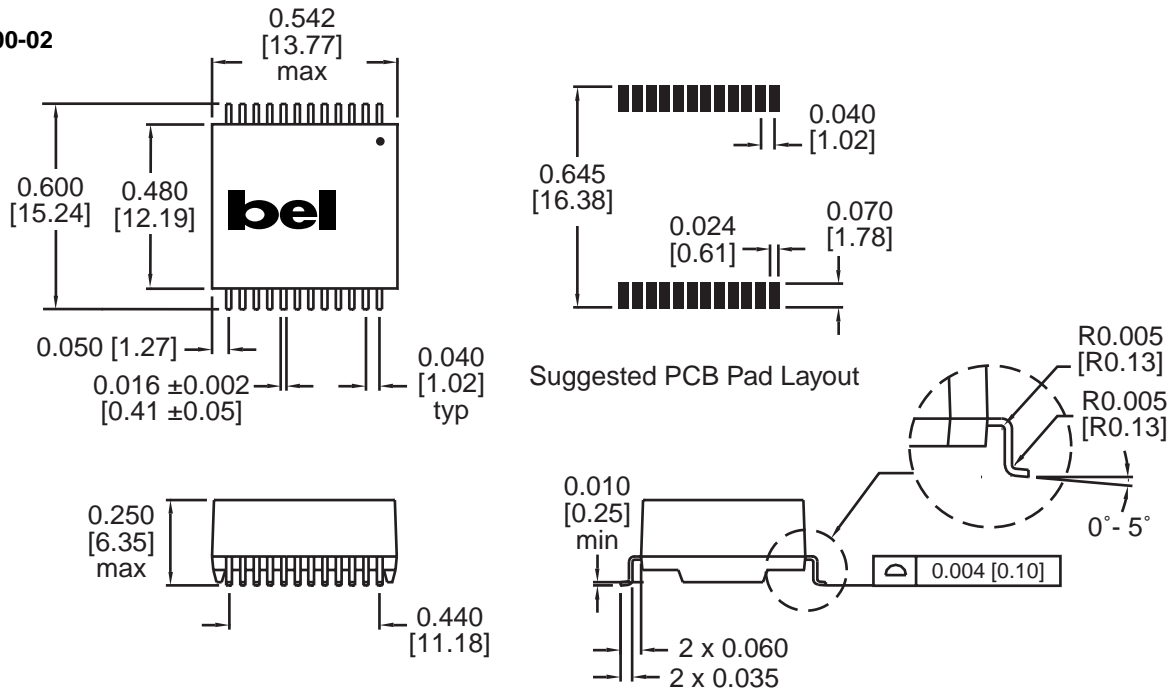 00-02
0.542
[13.77]
max
0.600
[15.24]
0.480
[12.19]
bel
0.050 [1.27]
0.016 ±0.002
[0.41 ±0.05]
0.040
[1.02]
typ
0.645
[16.38]
0.040
[1.02]
0.024
[0.61]
0.070
[1.78]
Suggested PCB Pad Layout
R0.005
[R0.13]
R0.005
[R0.13]
0°- 5°
0.250
[6.35]
max
0.440
[11.18]
0.010
[0.25]
min
0.004 [0.10]
2 x 0.060
2 x 0.035